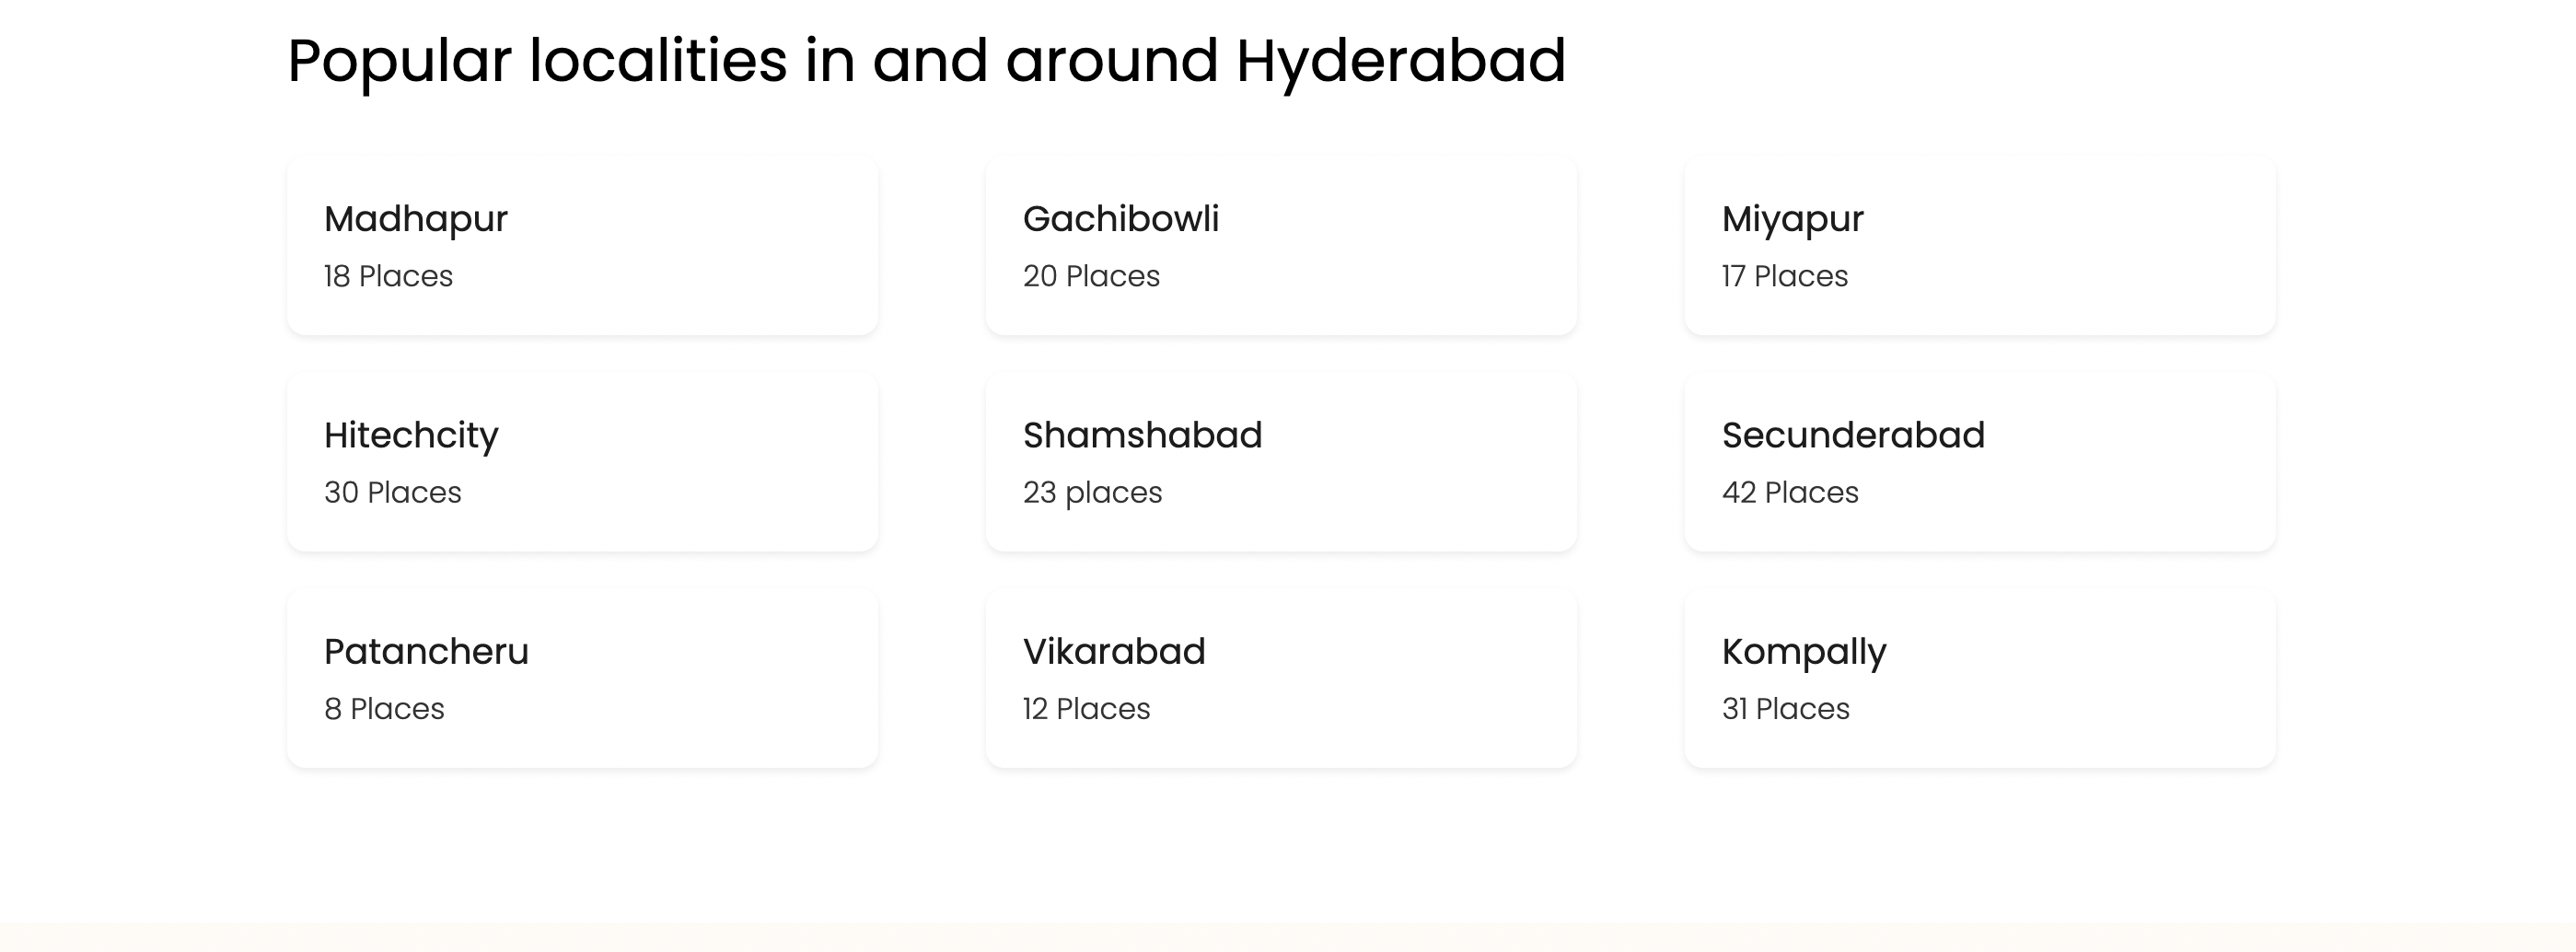 Popular localities in and around Hyderabad
Madhapur
18 Places
Gachibowli
20 Places
Miyapur
17 Places
Hitechcity
30 Places
Shamshabad
23 places
Secunderabad
42 Places
Patancheru
8 Places
Vikarabad
12 Places
Kompally
31 Places